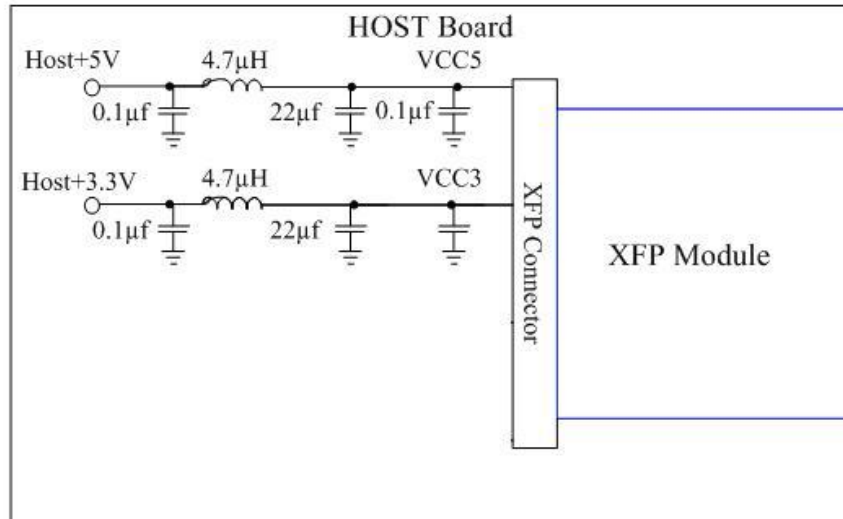 HOST Board
Host+5V 4.7µH VCC5
0.1µf 22µf 0.1µf
Host+3.3V 4.7µH VCC3
0.1µf 22µf
XFP Connector
XFP Module